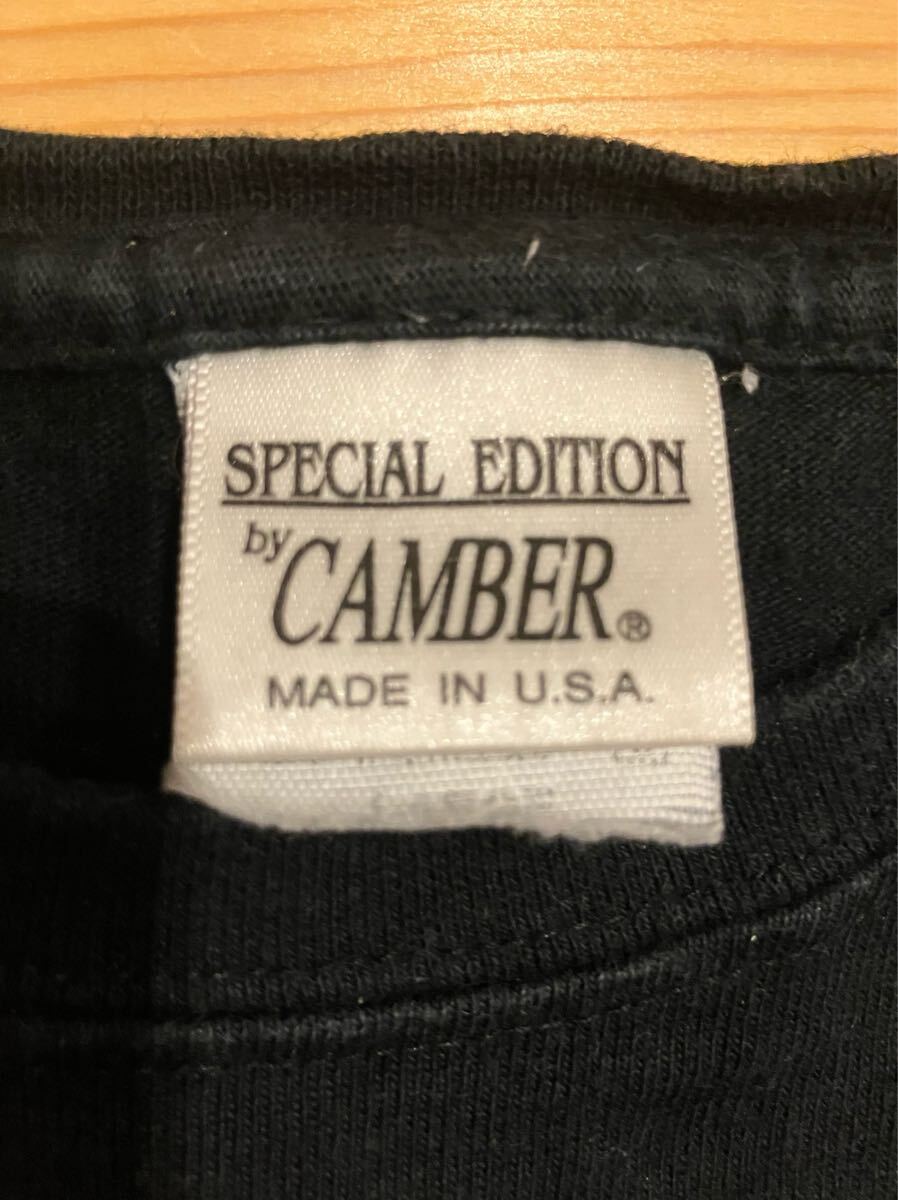 SPECIAL EDITION
by CAMBER®
MADE IN U.S.A.